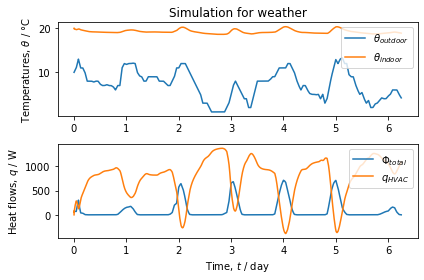 Simulation for weather
Temperatures, θ / °C
20
10
θoutdoor
θindoor
0 1 2 3 4 5 6
Heat flows, q / W
1000
500
0
Φtotal
qHVAC
0 1 2 3 4 5 6
Time, t / day